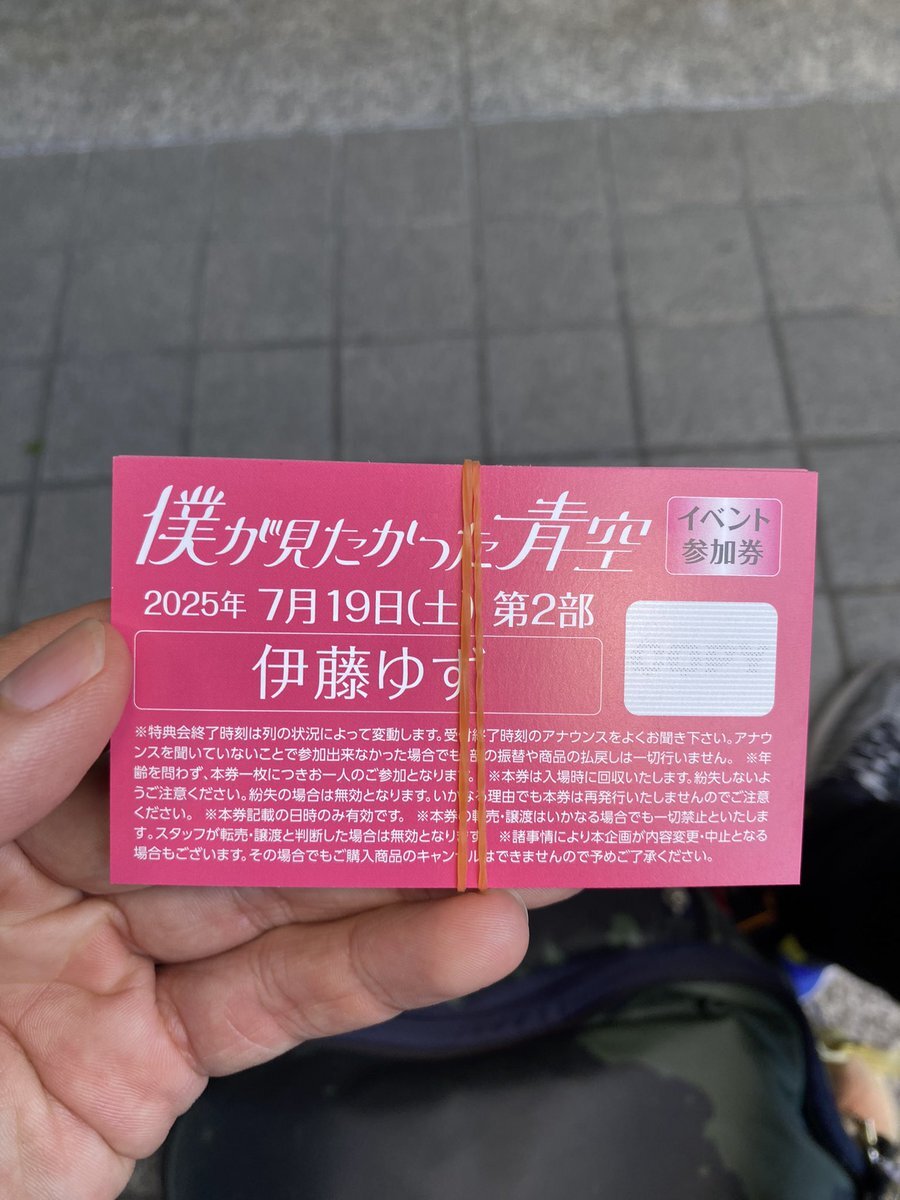 僕が見たかった青空
イベント
参加券
2025年 7月19日(土) 第2部
伊藤ゆず
※特典会終了時刻は列の状況によって変動します。受付終了時刻のアナウンスをよくお聞き下さい。アナウ
ンスを聞いていないことで参加出来なかった場合でも の振替や商品の払戻しは一切行いません。 ※年
齢を問わず、本券一枚につきお一人のご参加となります。 ※本券は入場時に回収いたします。紛失しないよ
うご注意ください。紛失の場合は無効となります。いかなる理由でも本券は再発行いたしませんのでご注意
ください。 ※本券記載の日時のみ有効です。 ※本券の転売・譲渡はいかなる場合でも一切禁止といたしま
す。スタッフが転売・譲渡と判断した場合は無効となります。 ※諸事情により本企画が内容変更・中止となる
場合もございます。その場合でもご購入商品のキャンセルはできませんので予めご了承ください。